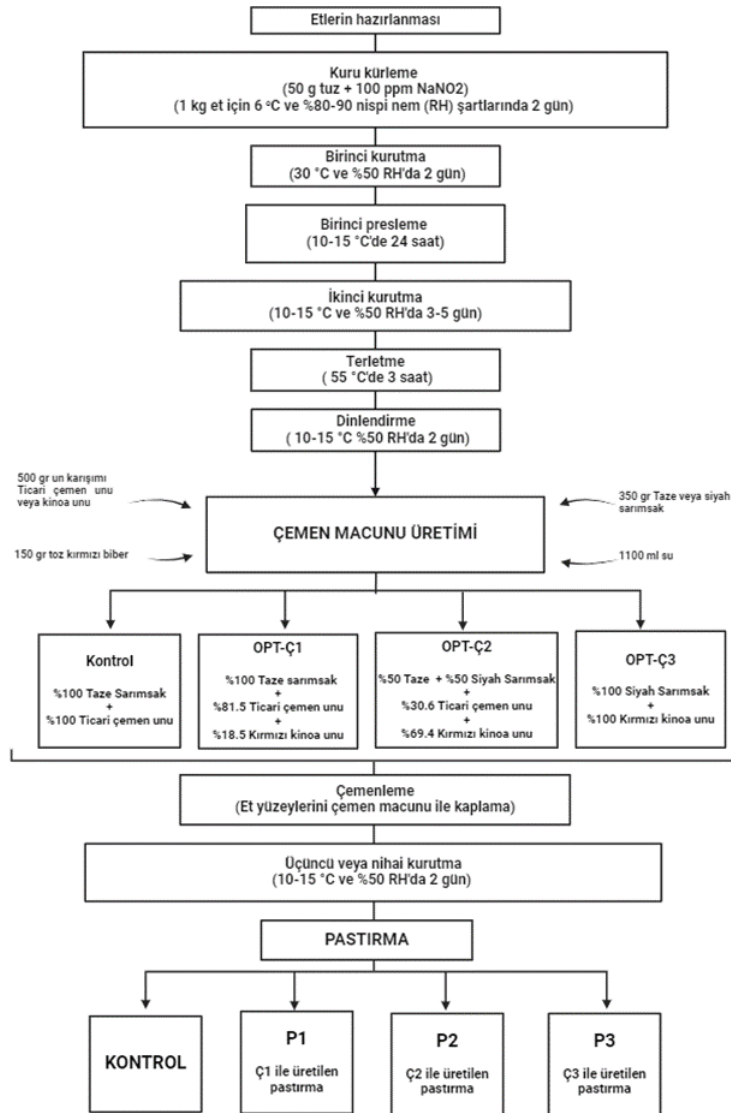 Etlerin hazırlanması
Kuru kürleme
(50 g tuz + 100 ppm NaNO2)
(1 kg et için 6 °C ve %80-90 nispi nem (RH) şartlarında 2 gün)
Birinci kurutma
(30 °C ve %50 RH'da 2 gün)
Birinci presleme
(10-15 °C'de 24 saat)
İkinci kurutma
(10-15 °C ve %50 RH'da 3-5 gün)
Terletme
( 55 °C'de 3 saat)
Dinlendirme
( 10-15 °C %50 RH'da 2 gün)
500 gr un karışımı
Ticari çemen unu
veya kinoa unu
150 gr toz kırmızı biber
ÇEMEN MACUNU ÜRETİMİ
350 gr Taze veya siyah
sarımsak
1100 ml su
Kontrol
%100 Taze Sarımsak
+
%100 Ticari çemen unu
OPT-Ç1
%100 Taze sarımsak
+
%81.5 Ticari çemen unu
+
%18.5 Kırmızı kinoa unu
OPT-Ç2
%50 Taze + %50 Siyah Sarımsak
+
%30.6 Ticari çemen unu
+
%69.4 Kırmızı kinoa unu
OPT-Ç3
%100 Siyah Sarımsak
+
%100 Kırmızı kinoa unu
Çemenleme
(Et yüzeylerini çemen macunu ile kaplama)
Üçüncü veya nihai kurutma
(10-15 °C ve %50 RH'da 2 gün)
PASTIRMA
KONTROL
P1
Ç1 ile üretilen
pastırma
P2
Ç2 ile üretilen
pastırma
P3
Ç3 ile üretilen
pastırma